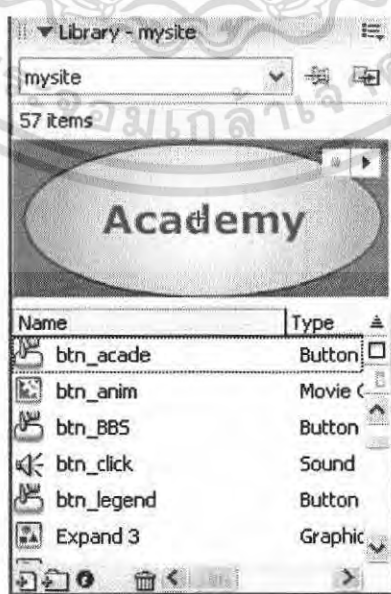 Library - mysite
mysite
57 items
Academy
Name Type
btn_acade Button
btn_anim Movie C
btn_BBS Button
btn_click Sound
btn_legend Button
Expand 3 Graphic